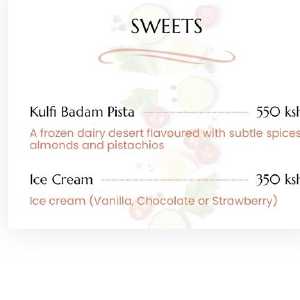 SWEETS
Kulfi Badam Pista 550 ksh
A frozen dairy desert flavoured with subtle spices
almonds and pistachios
Ice Cream 350 ksh
Ice cream (Vanilla, Chocolate or Strawberry)